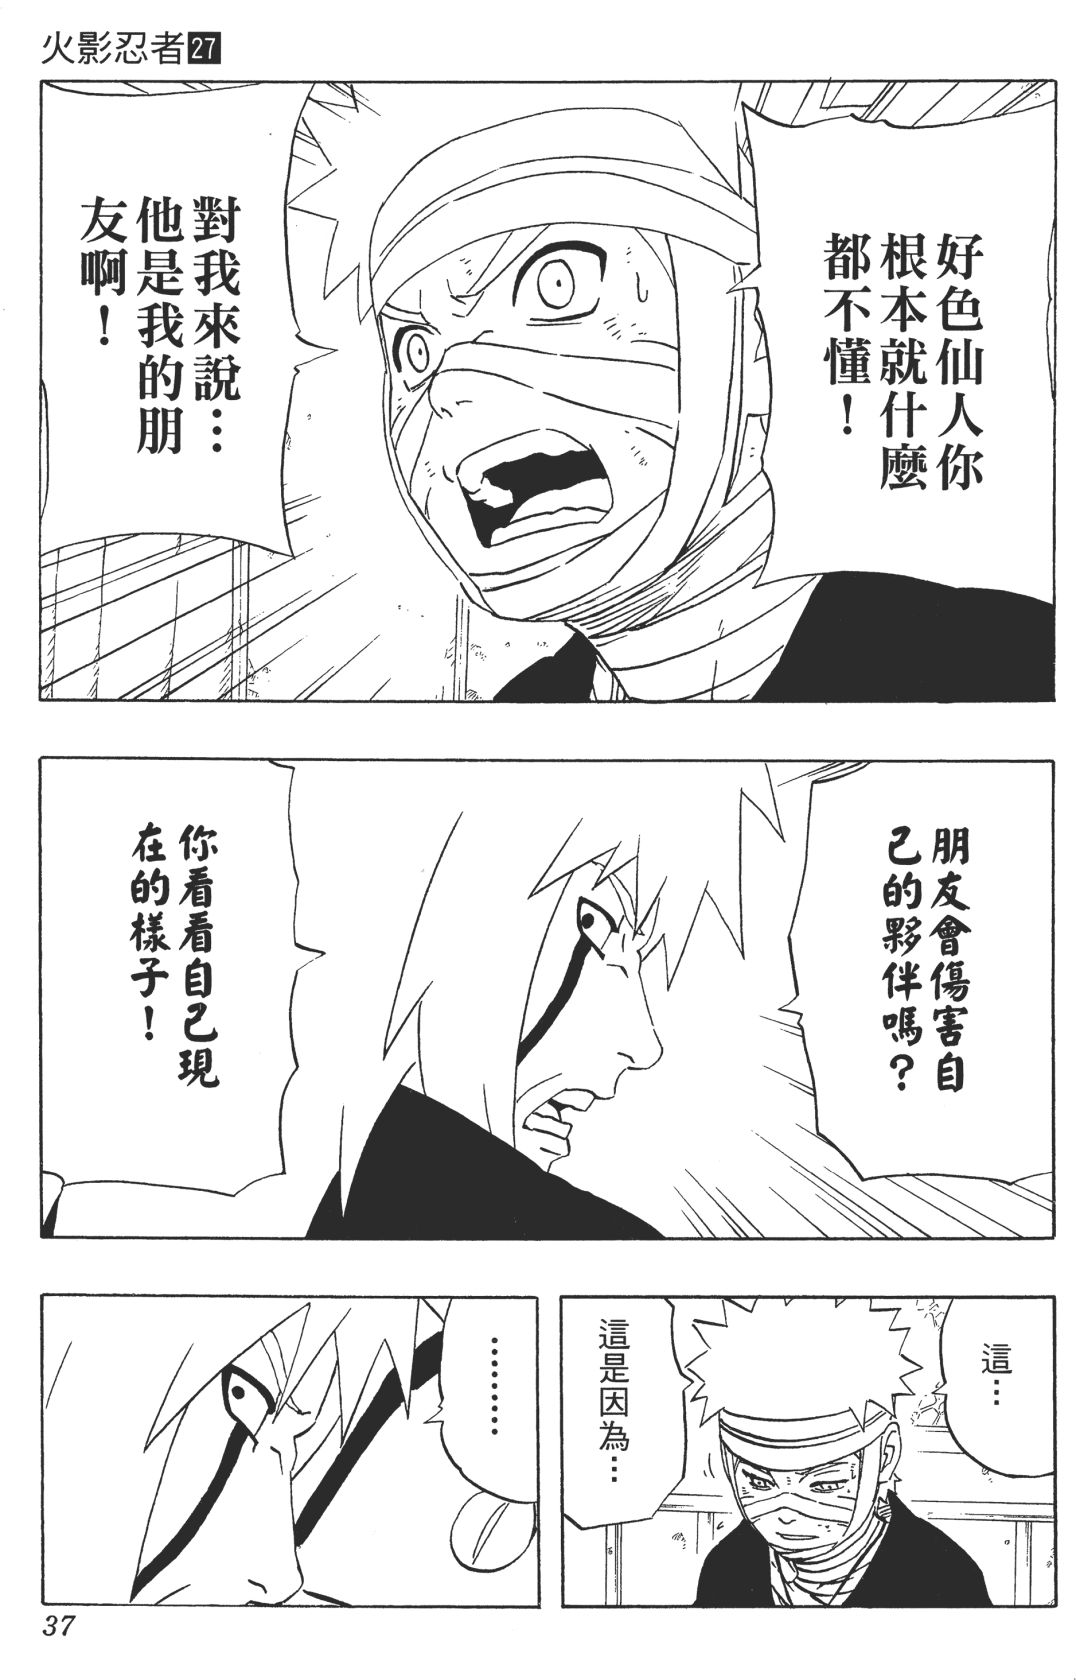 火影忍者27
好色仙人你
根本就什麼
都不懂！
對我來說…
他是我的朋
友啊！
朋友會傷害自
己的夥伴嗎？
你看看自己現
在的樣子！
這…
這是因為…
………
37